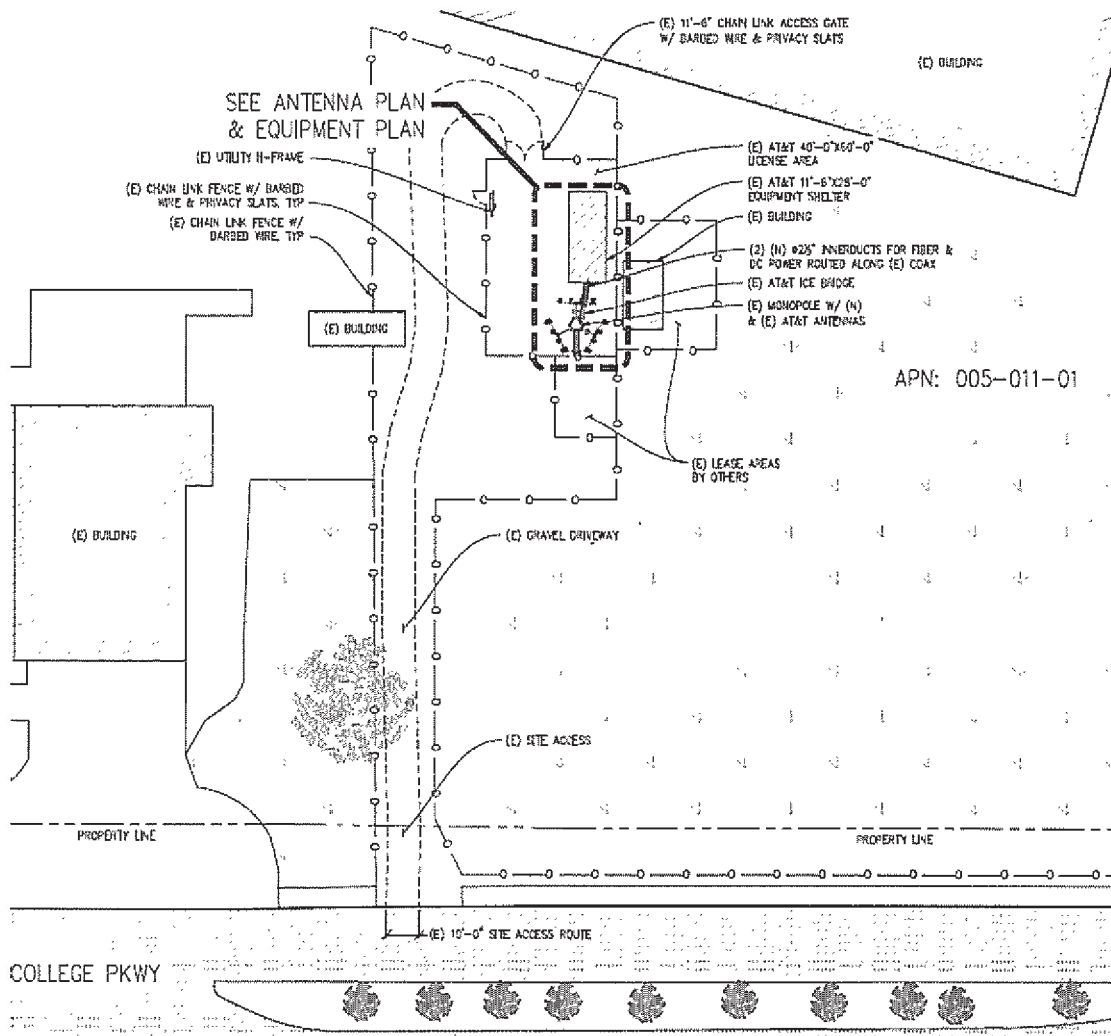 (E) 11'-6" CHAIN LINK ACCESS GATE
W/ BARBED WIRE & PRIVACY SLATS
(E) BUILDING
SEE ANTENNA PLAN
& EQUIPMENT PLAN
(E) UTILITY H-FRAME
(E) CHAIN LINK FENCE W/ BARBED
WIRE & PRIVACY SLATS, TYP
(E) CHAIN LINK FENCE W/
BARBED WIRE, TYP
(E) BUILDING
(E) AT&T 40'-0"X60'-0"
LICENSE AREA
(E) AT&T 11'-6"X28'-0"
EQUIPMENT SHELTER
(E) BUILDING
(2) (N) ø2½" INNERDUCTS FOR FIBER &
DC POWER ROUTED ALONG (E) COAX
(E) AT&T ICE BRIDGE
(E) MONOPOLE W/ (N)
& (E) AT&T ANTENNAS
APN: 005-011-01
(E) LEASE AREAS
BY OTHERS
(E) BUILDING
(E) GRAVEL DRIVEWAY
(E) SITE ACCESS
PROPERTY LINE
PROPERTY LINE
(E) 10'-0" SITE ACCESS ROUTE
COLLEGE PKWY